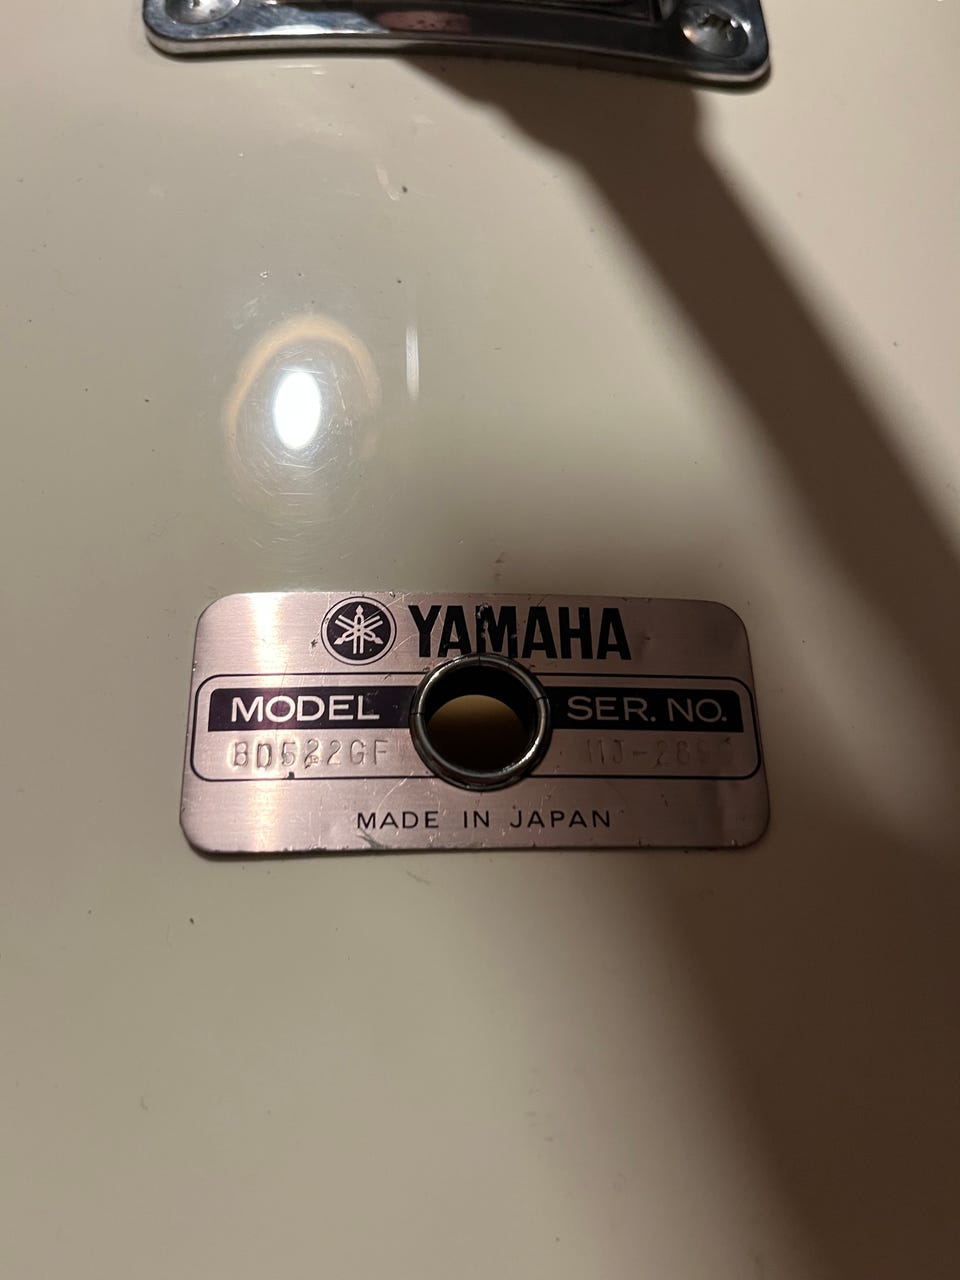 YAMAHA
MODEL SER. NO.
BD522GF
MADE IN JAPAN